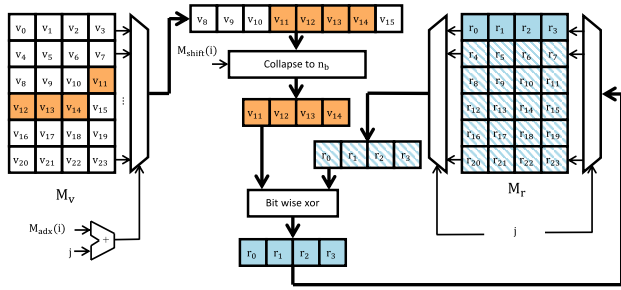 v0 v1 v2 v3
v4 v5 v6 v7
v8 v9 v10 v11
v12 v13 v14 v15
v16 v17 v18 v19
v20 v21 v22 v23
Mv
⋮
Madx(i)
j
+
v8 v9 v10 v11 v12 v13 v14 v15
Mshift(i)
Collapse to nb
v11 v12 v13 v14
r0 r1 r2 r3
Bit wise xor
r0 r1 r2 r3
r0 r1 r2 r3
r4 r5 r6 r7
r8 r9 r10 r11
r12 r13 r14 r15
r16 r17 r18 r19
r20 r21 r22 r23
Mr
j